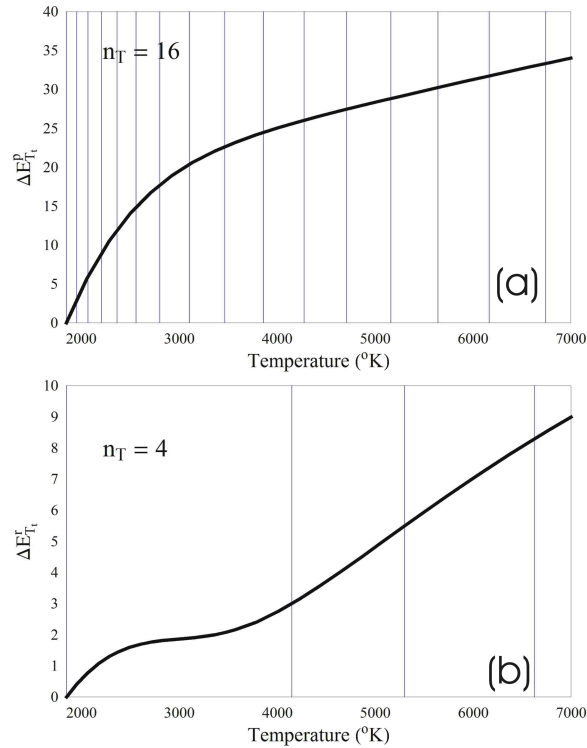 40
35
30
25
20
15
10
5
0
n_T = 16
ΔE^p_{T_t}
(a)
2000 3000 4000 5000 6000 7000
Temperature (°K)
10
9
8
7
6
5
4
3
2
1
0
n_T = 4
ΔE^r_{T_t}
(b)
2000 3000 4000 5000 6000 7000
Temperature (°K)